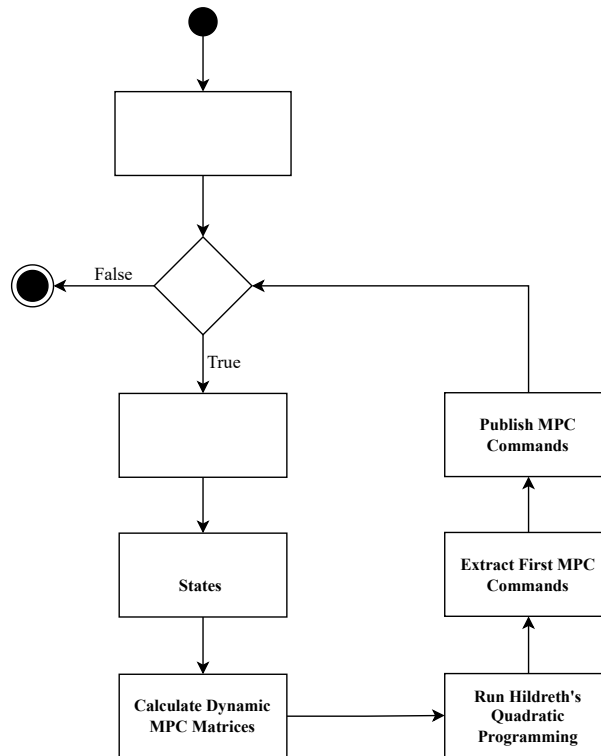 False
True
Publish MPC
Commands
Extract First MPC
Commands
States
Calculate Dynamic
MPC Matrices
Run Hildreth's
Quadratic
Programming